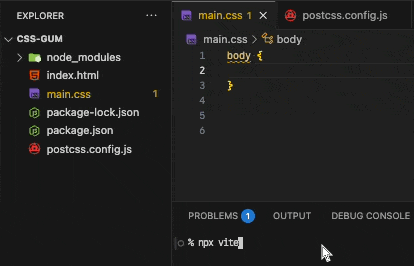 EXPLORER
CSS-GUM
node_modules
index.html
main.css 1
package-lock.json
package.json
postcss.config.js
main.css 1
postcss.config.js
main.css > body
1 body {
2
3 }
4
5
6
PROBLEMS 1 OUTPUT DEBUG CONSOLE
% npx vite